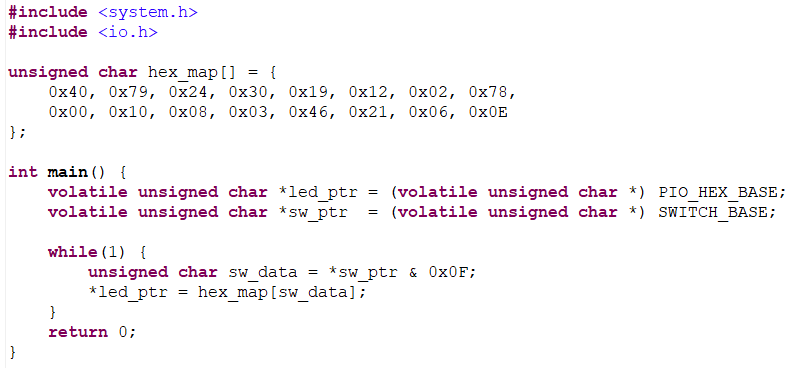 #include <system.h>
#include <io.h>

unsigned char hex_map[] = {
    0x40, 0x79, 0x24, 0x30, 0x19, 0x12, 0x02, 0x78,
    0x00, 0x10, 0x08, 0x03, 0x46, 0x21, 0x06, 0x0E
};

int main() {
    volatile unsigned char *led_ptr = (volatile unsigned char *) PIO_HEX_BASE;
    volatile unsigned char *sw_ptr  = (volatile unsigned char *) SWITCH_BASE;

    while(1) {
        unsigned char sw_data = *sw_ptr & 0x0F;
        *led_ptr = hex_map[sw_data];
    }
    return 0;
}